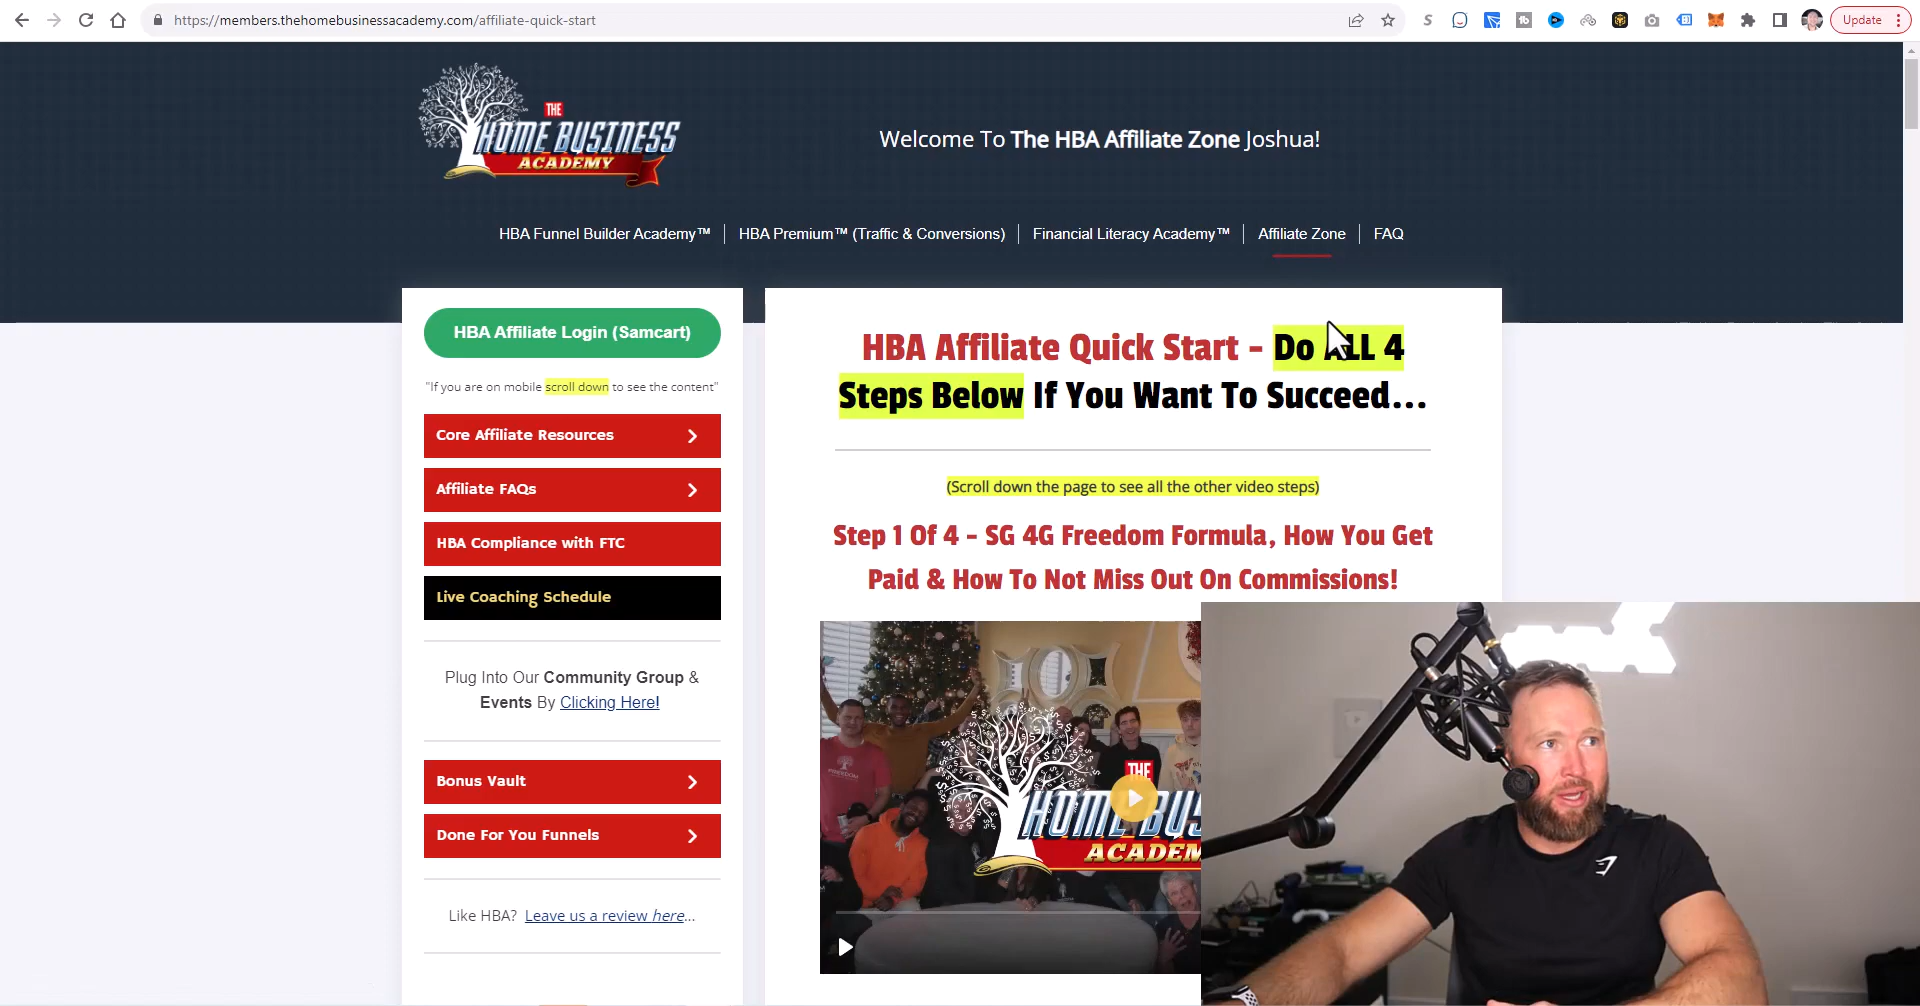 https://members.thehomebusinessacademy.com/affiliate-quick-start
Update
THE
HOME BUSINESS
ACADEMY
Welcome To The HBA Affiliate Zone Joshua!
HBA Funnel Builder Academy™
HBA Premium™ (Traffic & Conversions)
Financial Literacy Academy™
Affiliate Zone
FAQ
HBA Affiliate Login (Samcart)
"If you are on mobile scroll down to see the content"
Core Affiliate Resources
Affiliate FAQs
HBA Compliance with FTC
Live Coaching Schedule
Plug Into Our Community Group &
Events By Clicking Here!
Bonus Vault
Done For You Funnels
Like HBA? Leave us a review here...
HBA Affiliate Quick Start - Do ALL 4
Steps Below If You Want To Succeed...
(Scroll down the page to see all the other video steps)
Step 1 Of 4 - SG 4G Freedom Formula, How You Get
Paid & How To Not Miss Out On Commissions!
THE
HOME BUS
ACADEM